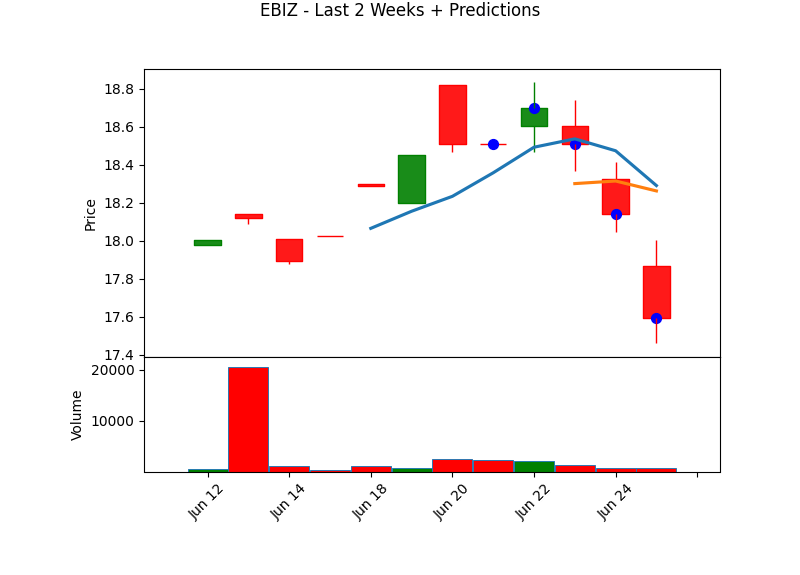 EBIZ - Last 2 Weeks + Predictions
18.8
18.6
18.4
18.2
18.0
17.8
17.6
17.4
Price
20000
10000
Volume
Jun 12
Jun 14
Jun 18
Jun 20
Jun 22
Jun 24